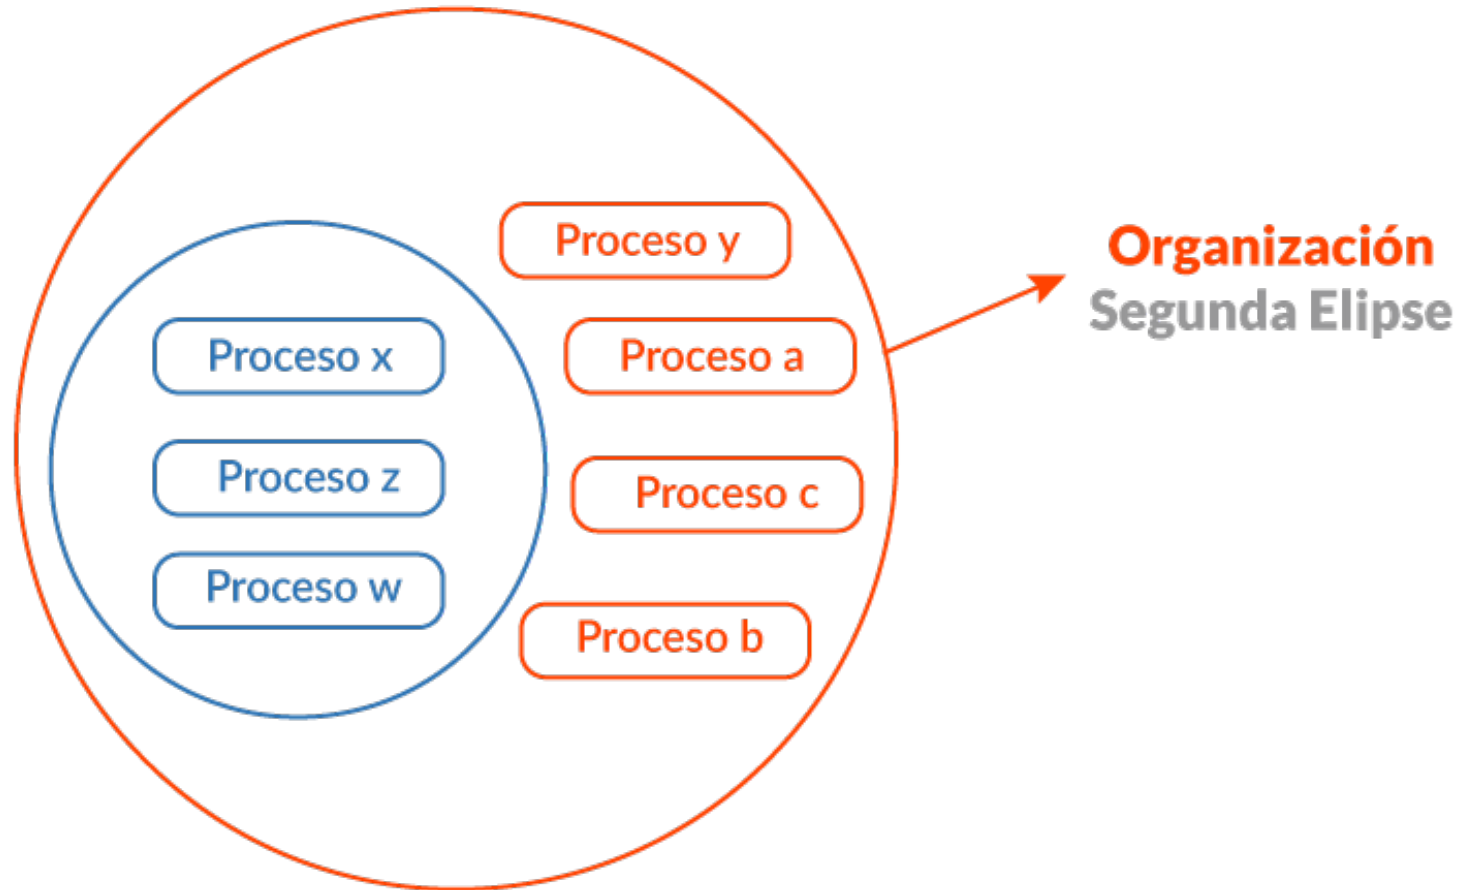 Proceso y
Organización
Segunda Elipse
Proceso x
Proceso a
Proceso z
Proceso c
Proceso w
Proceso b